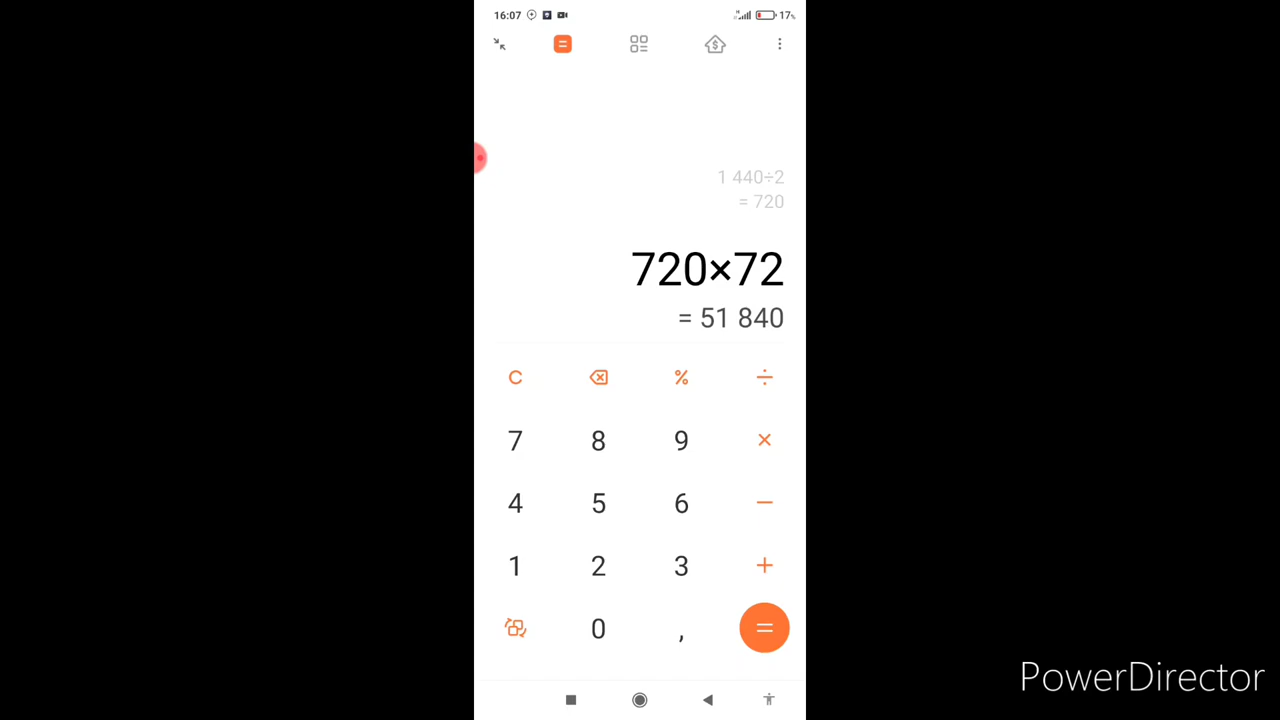 16:07 17%
1 440÷2
= 720
720×72
= 51 840
C % ÷
7 8 9 ×
4 5 6 −
1 2 3 +
0 , =
PowerDirector